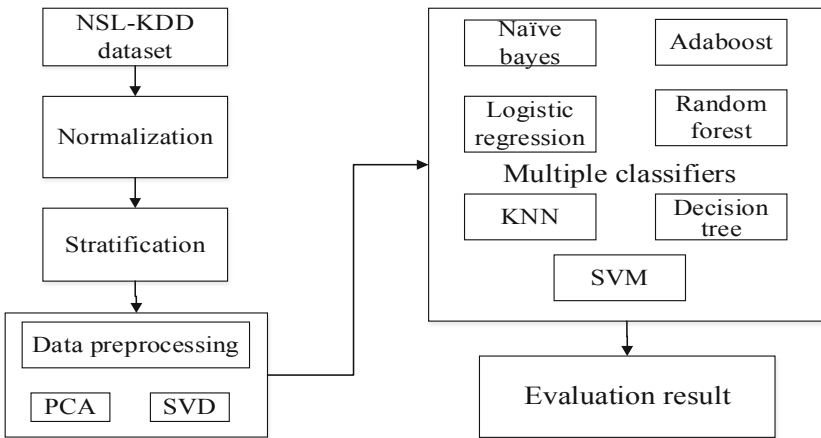 NSL-KDD
dataset
Normalization
Stratification
Data preprocessing
PCA
SVD
Naïve
bayes
Adaboost
Logistic
regression
Random
forest
Multiple classifiers
KNN
Decision
tree
SVM
Evaluation result